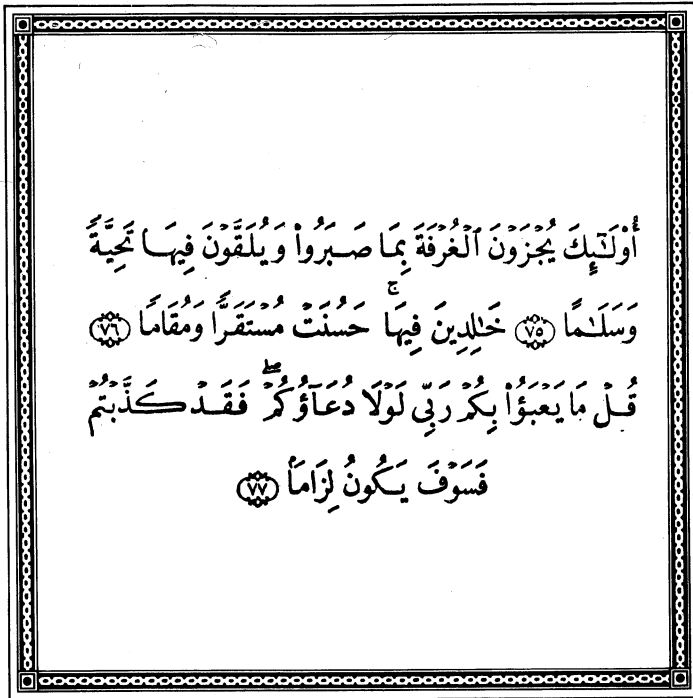 أُوْلَٰٓئِكَ يُجْزَوْنَ ٱلْغُرْفَةَ بِمَا صَبَرُوا۟ وَيُلَقَّوْنَ فِيهَا تَحِيَّةً
وَسَلَٰمًا ٧٥ خَٰلِدِينَ فِيهَا ۚ حَسُنَتْ مُسْتَقَرًّا وَمُقَامًا ٧٦
قُلْ مَا يَعْبَؤُا۟ بِكُمْ رَبِّى لَوْلَا دُعَآؤُكُمْ ۖ فَقَدْ كَذَّبْتُمْ
فَسَوْفَ يَكُونُ لِزَامًۢا ٧٧